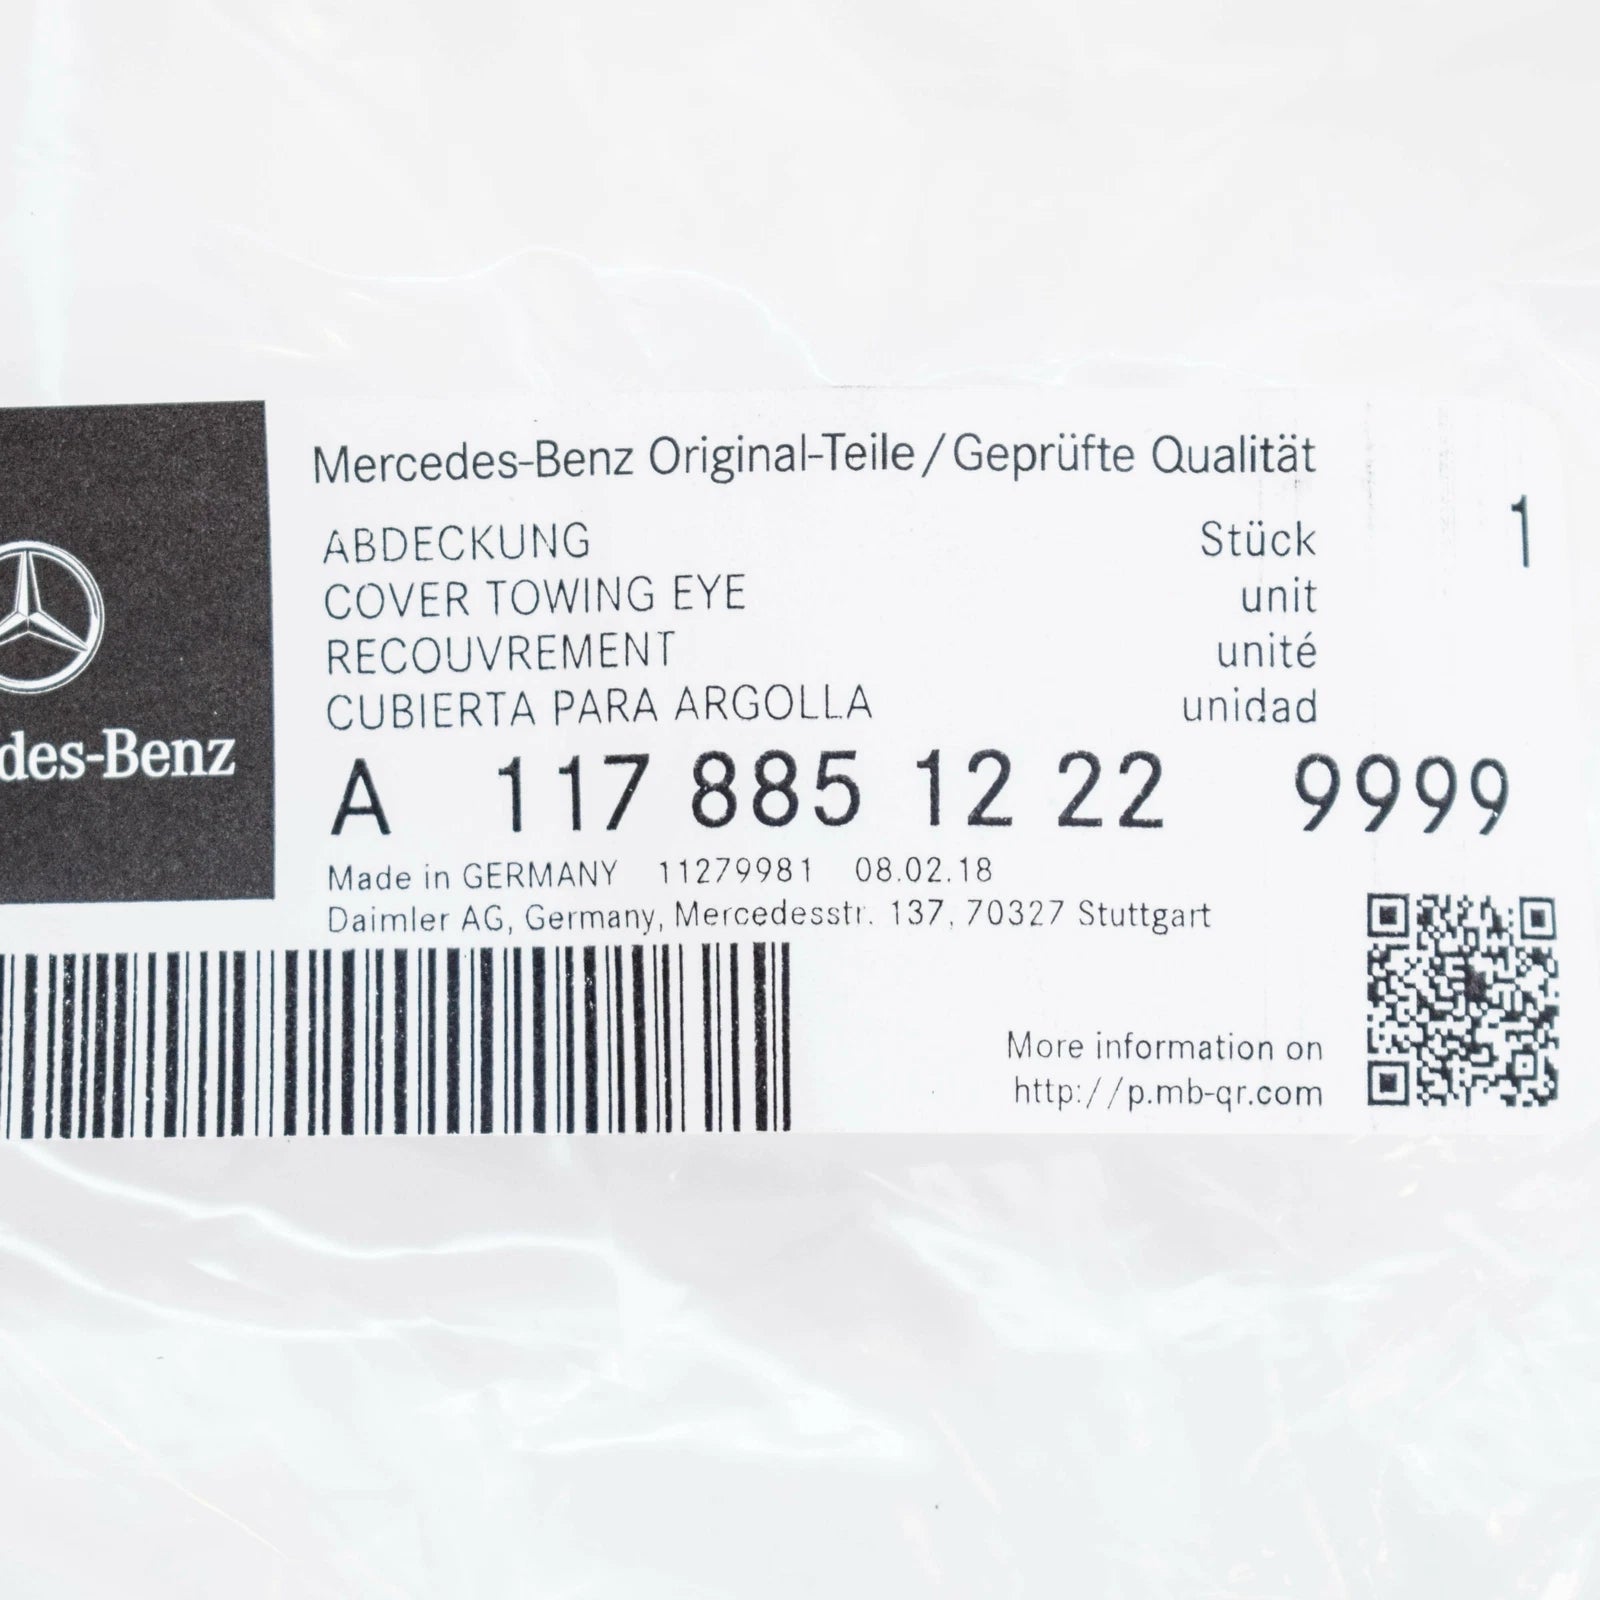 Mercedes-Benz Original-Teile/Geprüfte Qualität
ABDECKUNG Stück 1
COVER TOWING EYE unit
RECOUVREMENT unité
CUBIERTA PARA ARGOLLA unidad
des-Benz
A 117 885 12 22 9999
Made in GERMANY 11279981 08.02.18
Daimler AG, Germany, Mercedesstr. 137, 70327 Stuttgart
More information on
http://p.mb-qr.com